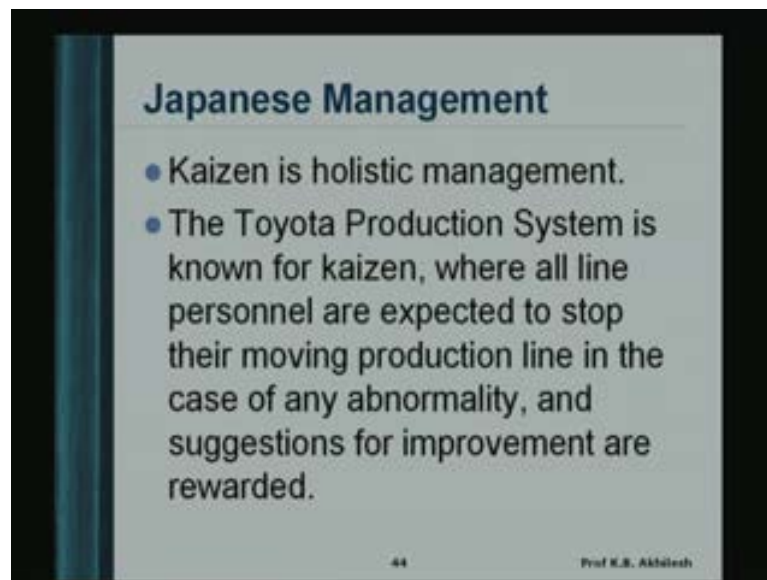 Japanese Management
Kaizen is holistic management.
The Toyota Production System is
known for kaizen, where all line
personnel are expected to stop
their moving production line in the
case of any abnormality, and
suggestions for improvement are
rewarded.
44
Prof K.B. Akhilesh